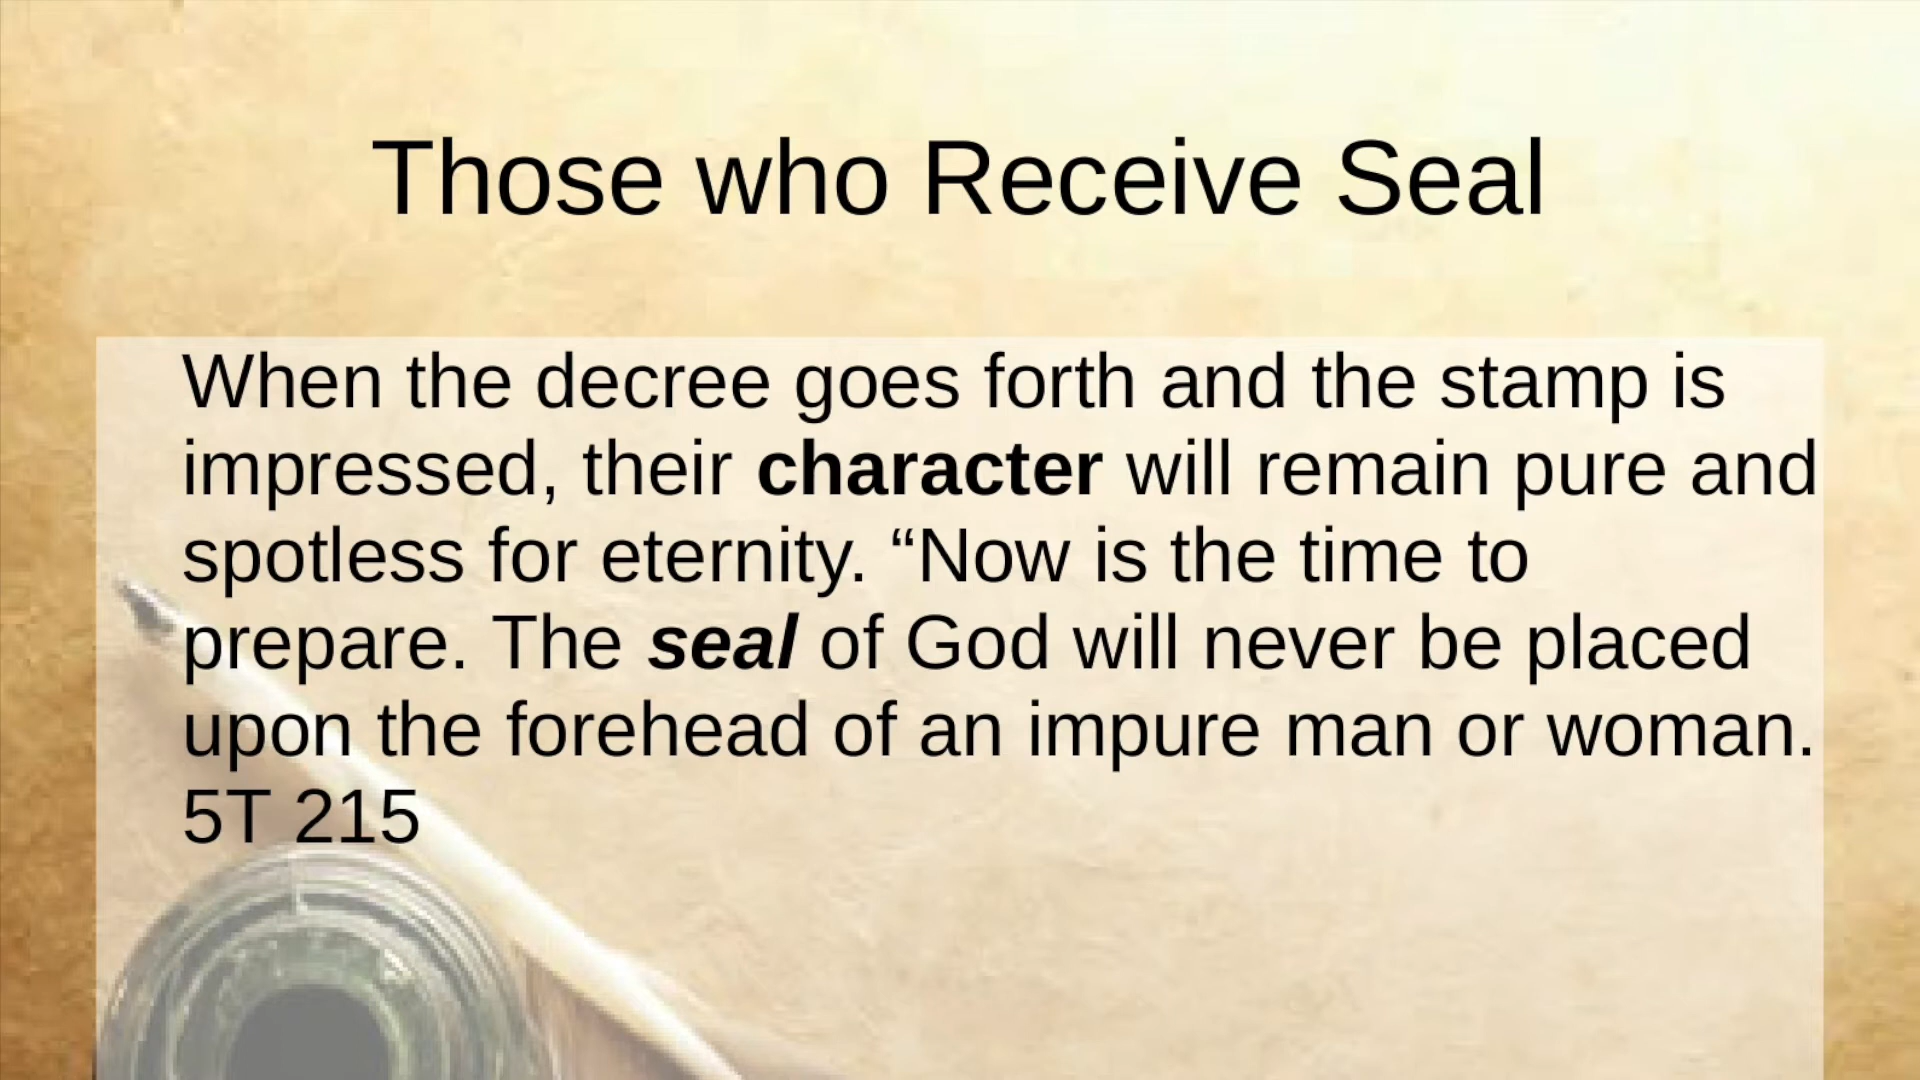 Those who Receive Seal
When the decree goes forth and the stamp is
impressed, their character will remain pure and
spotless for eternity. “Now is the time to
prepare. The seal of God will never be placed
upon the forehead of an impure man or woman.
5T 215